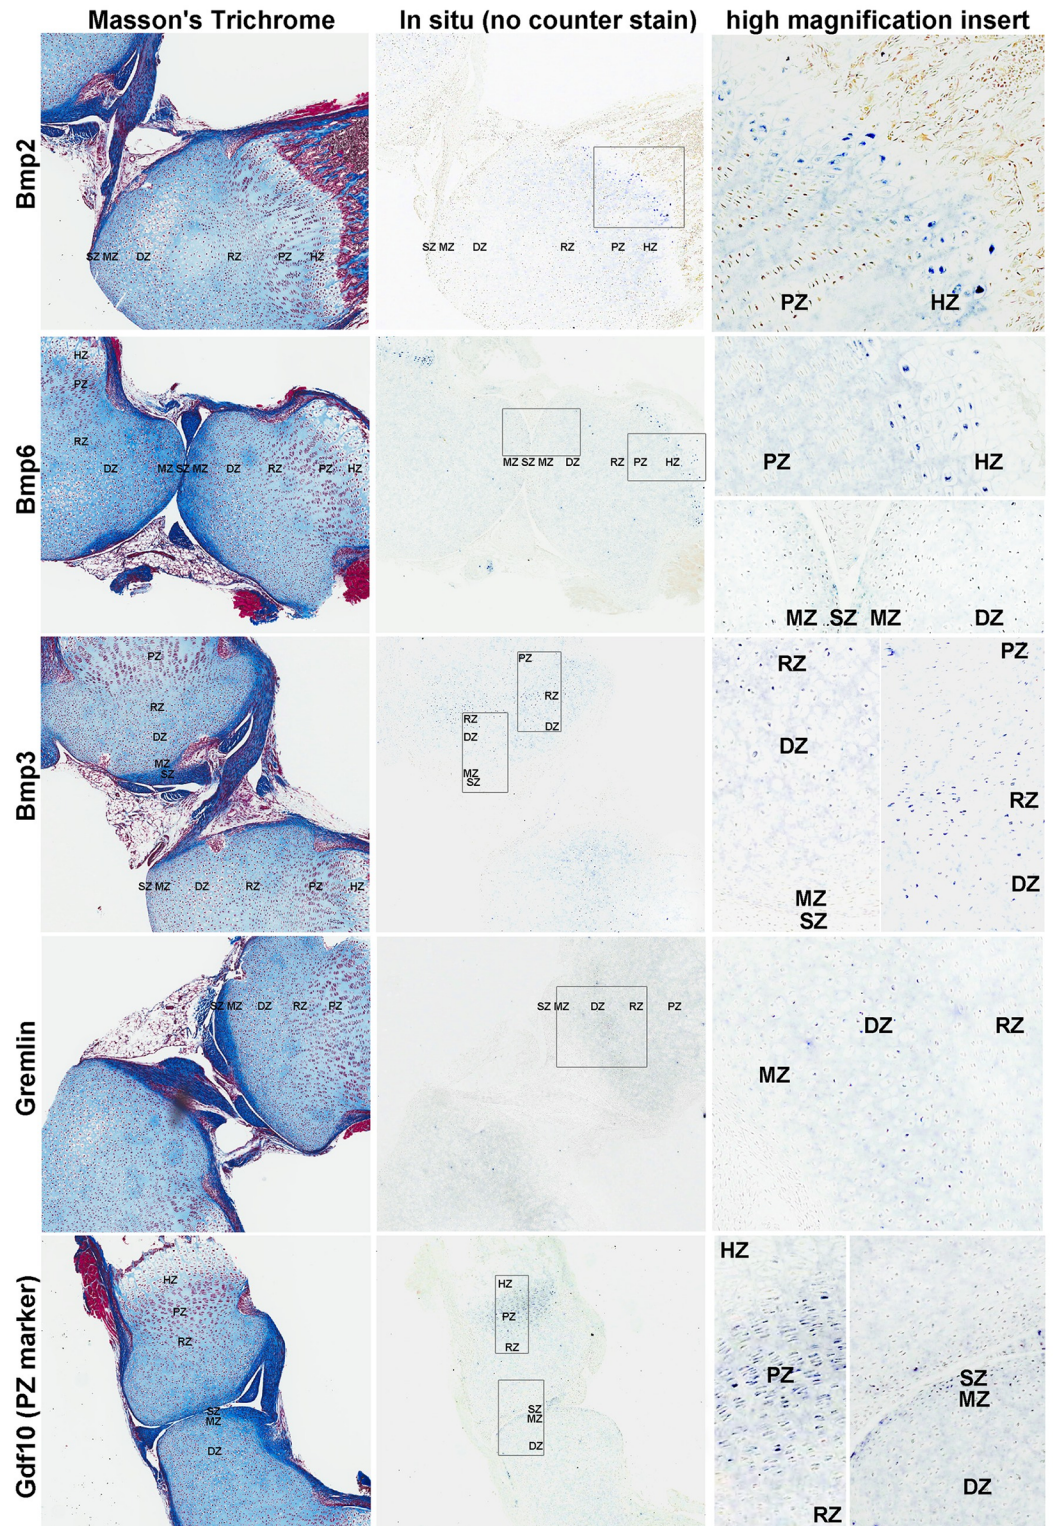 Masson's Trichrome In situ (no counter stain) high magnification insert
Bmp2
SZ MZ DZ RZ PZ HZ
SZ MZ DZ RZ PZ HZ
PZ HZ
Bmp6
HZ
PZ
RZ
DZ MZ SZ MZ DZ RZ PZ HZ
MZ SZ MZ DZ RZ PZ HZ
PZ HZ
MZ SZ MZ DZ
Bmp3
PZ
RZ
DZ
MZ
SZ
SZ MZ DZ RZ PZ HZ
PZ
RZ
DZ
RZ
DZ
MZ
SZ
RZ
DZ
MZ
SZ
PZ
RZ
DZ
Gremlin
SZ MZ DZ RZ PZ
SZ MZ DZ RZ PZ
DZ RZ
MZ
Gdf10 (PZ marker)
HZ
PZ
RZ
SZ
MZ
DZ
HZ
PZ
RZ
SZ
MZ
DZ
HZ
PZ
RZ
SZ
MZ
DZ